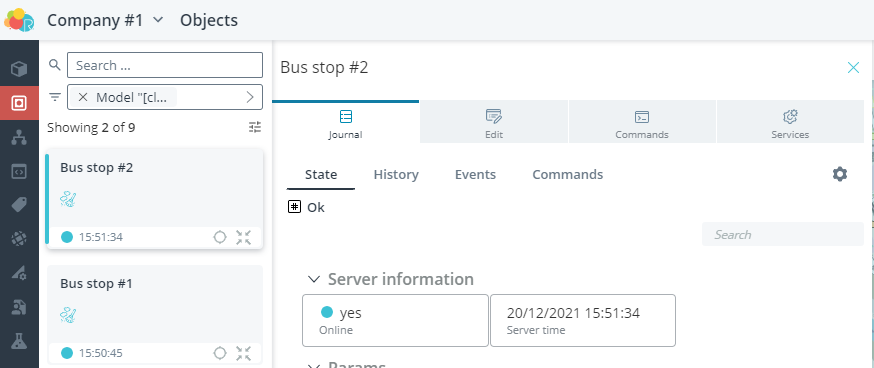 Company #1 Objects
Search ...
Model "[cl...
Showing 2 of 9
Bus stop #2
15:51:34
Bus stop #1
15:50:45
Bus stop #2
Journal Edit Commands Services
State History Events Commands
Ok
Search
Server information
yes
Online
20/12/2021 15:51:34
Server time
Params